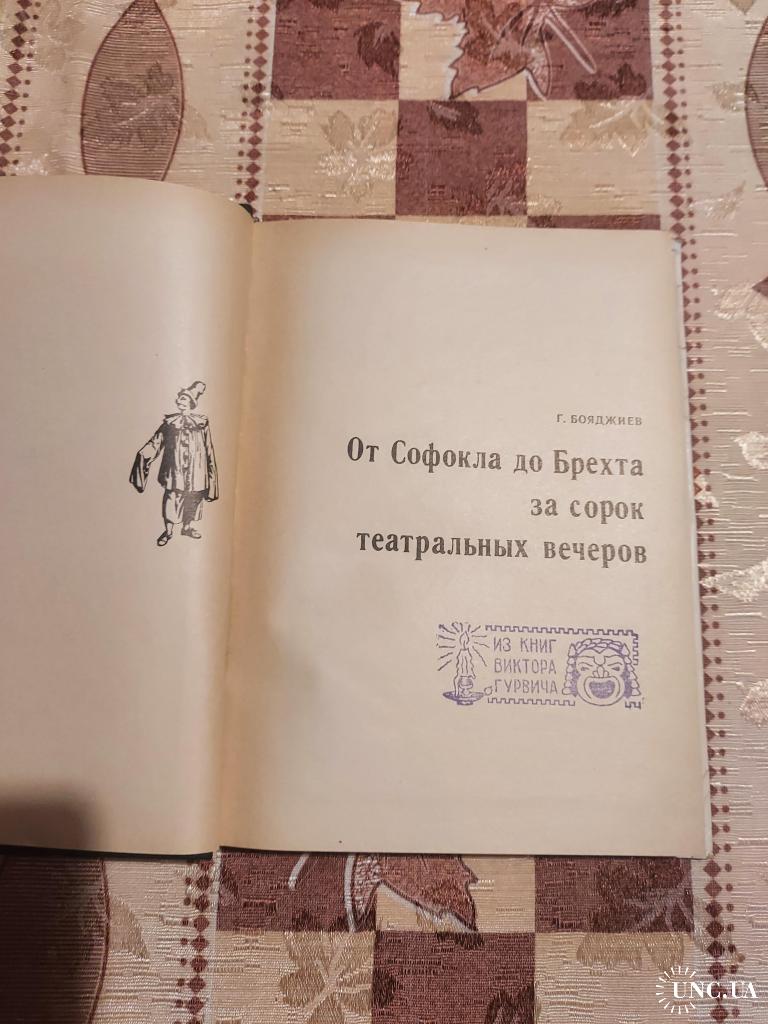 Г. БОЯДЖИЕВ
От Софокла до Брехта
за сорок
театральных вечеров
ИЗ КНИГ
ВИКТОРА
ГУРВИЧА
UNC.UA